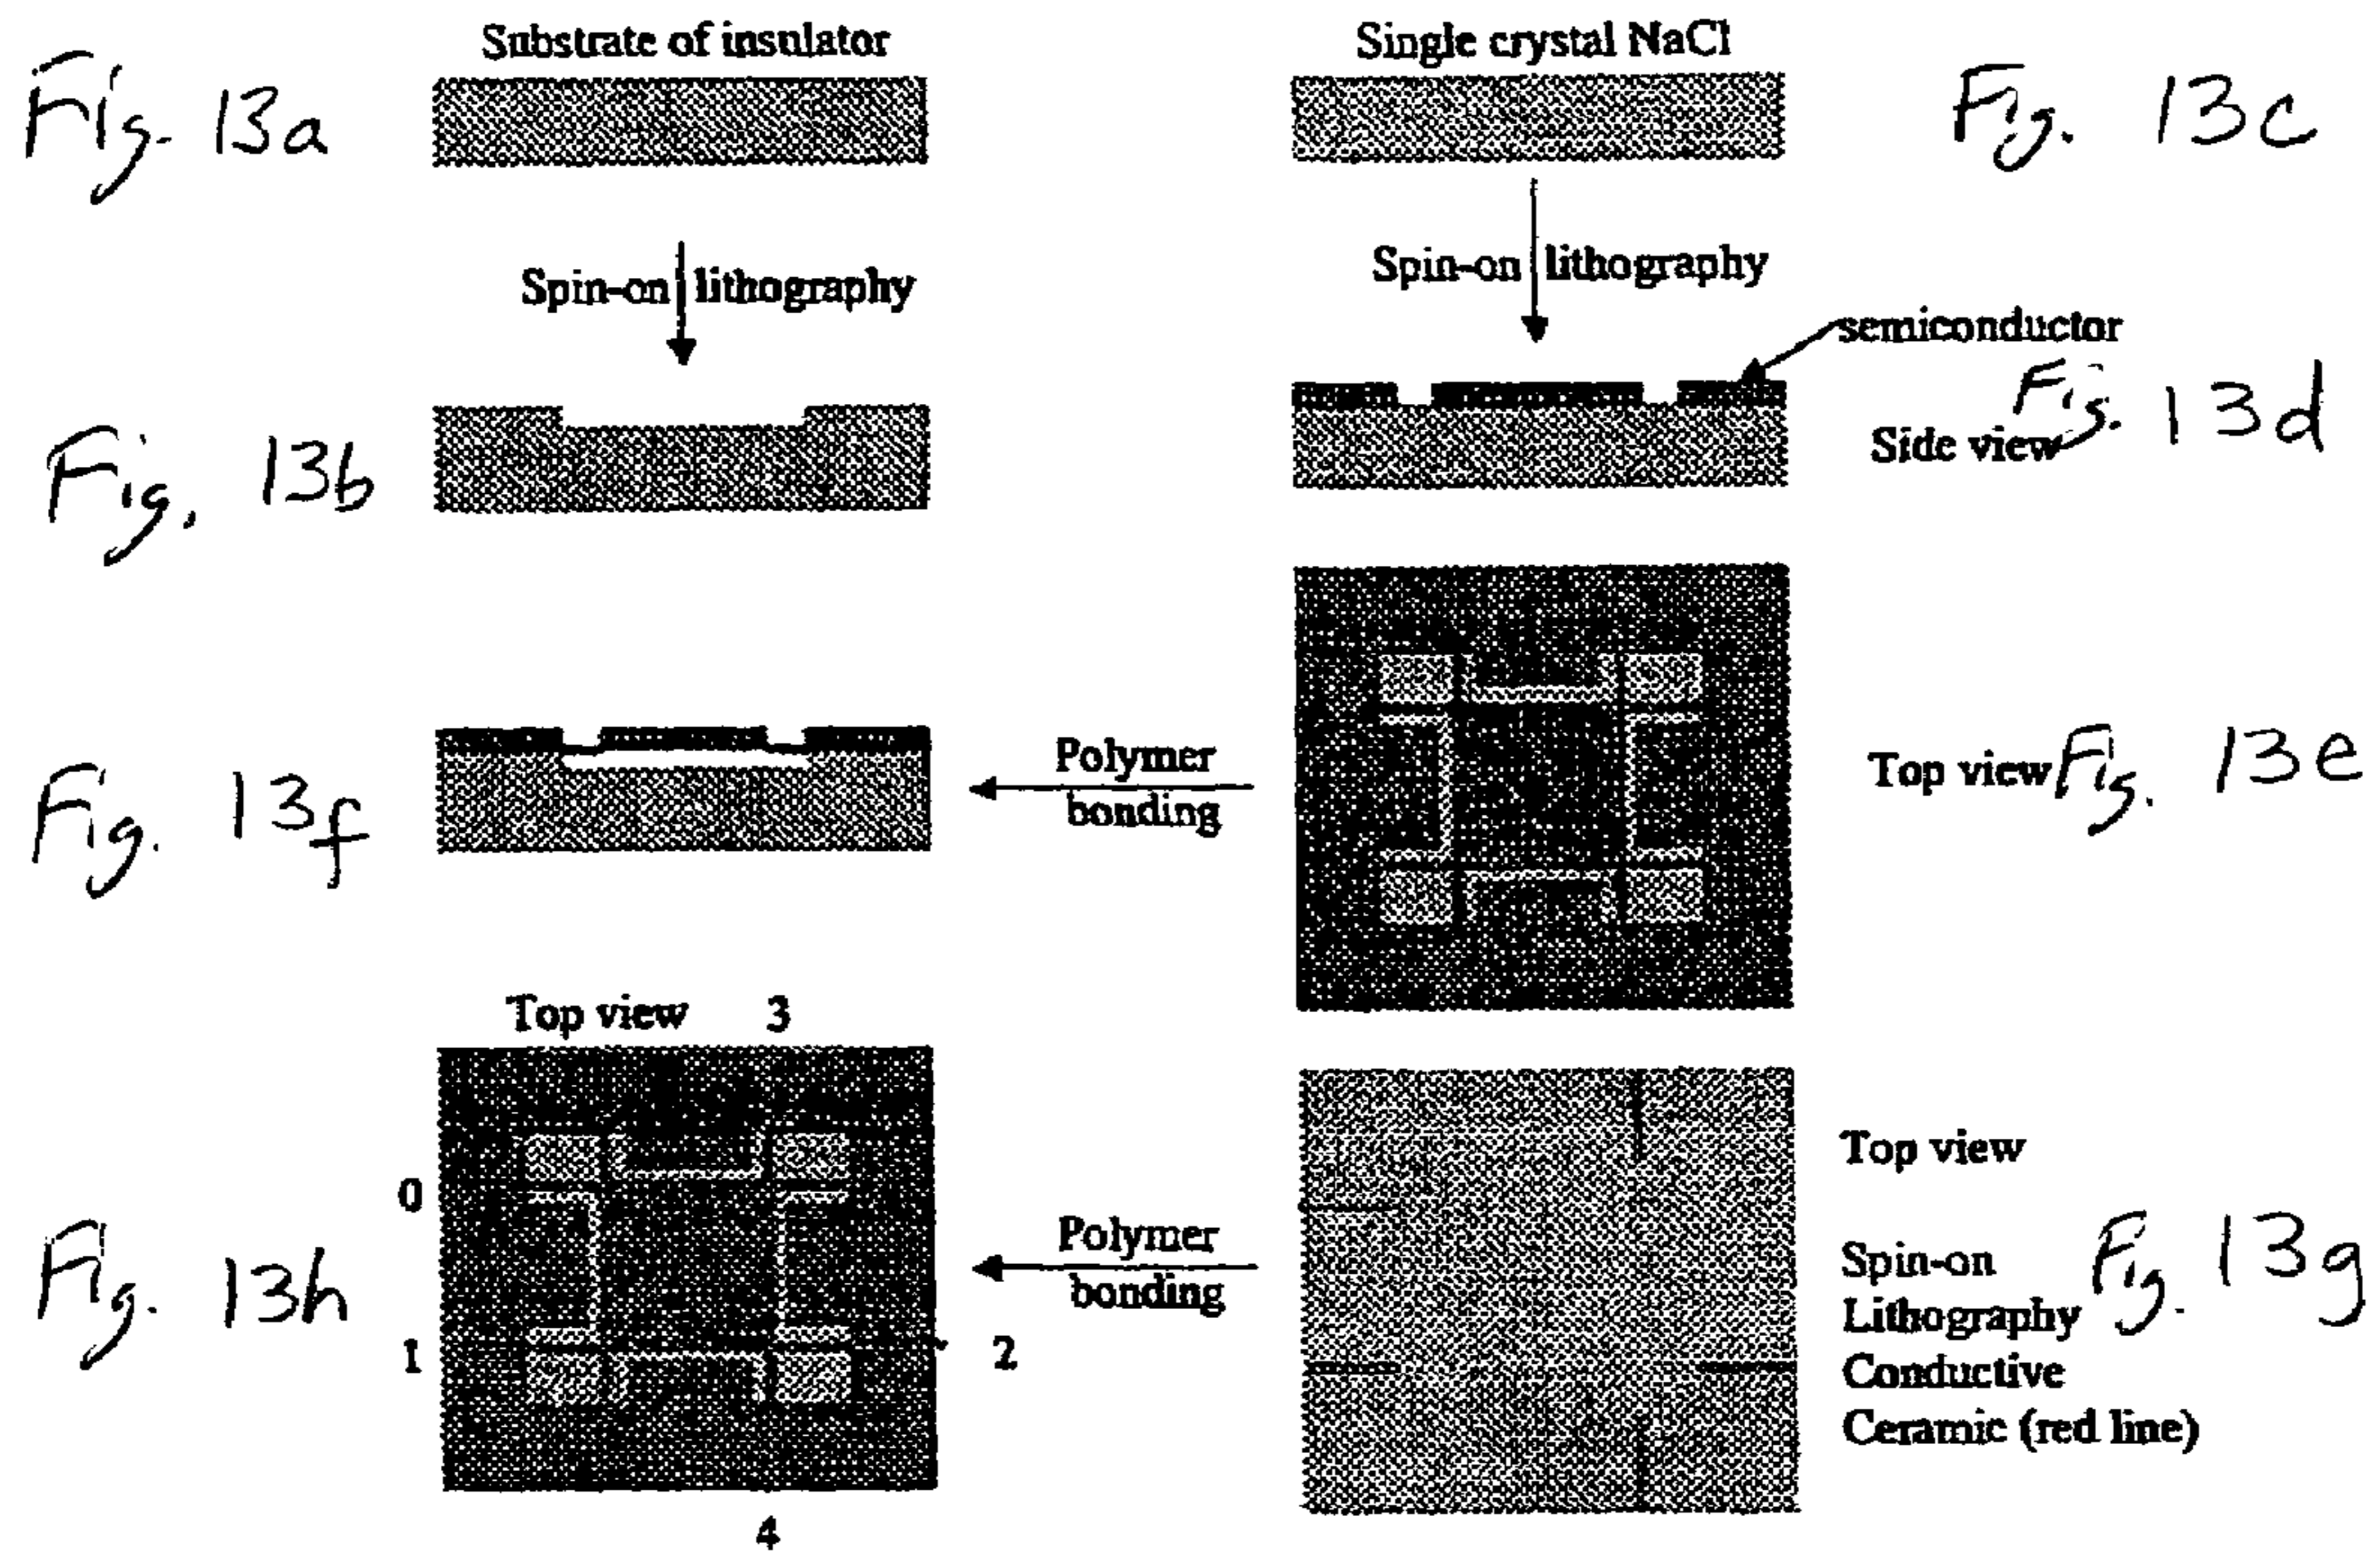 Substrate of insulator
Single crystal NaCl
Fig. 13a
Fig. 13c
Spin-on lithography
Spin-on lithography
semiconductor
Fig. 13d
Side view
Fig. 13b
Fig. 13f
Polymer
bonding
Top view Fig. 13e
Top view 3
0
1
2
4
Fig. 13h
Polymer
bonding
Top view
Spin-on
Lithography
Conductive
Ceramic (red line)
Fig. 13g